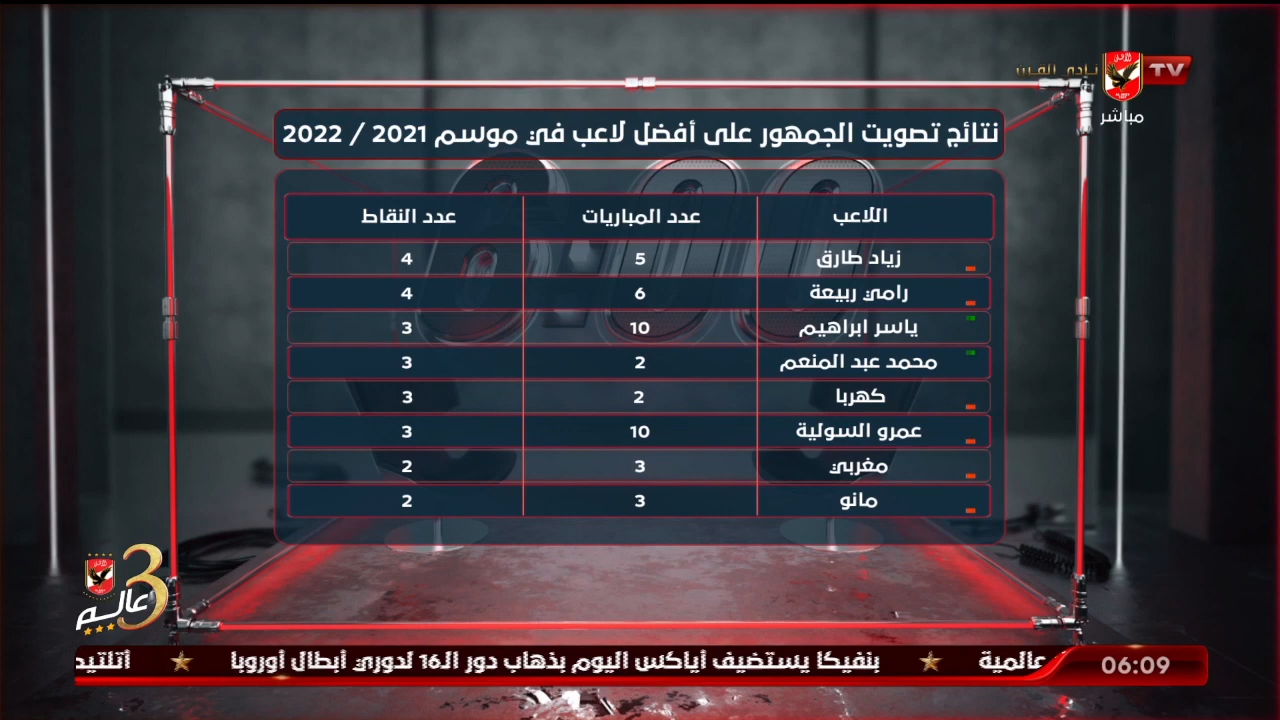 نادي القرن
TV
مباشر
نتائج تصويت الجمهور على أفضل لاعب في موسم 2021 / 2022
اللاعب عدد المباريات عدد النقاط
زياد طارق 5 4
رامي ربيعة 6 4
ياسر ابراهيم 10 3
محمد عبد المنعم 2 3
كهربا 2 3
عمرو السولية 10 3
مغربي 3 2
مانو 3 2
3 عالم
06:09
عالمية ★ بنفيكا يستضيف أياكس اليوم بذهاب دور الـ16 لدوري أبطال أوروبا ★ أتلتيد